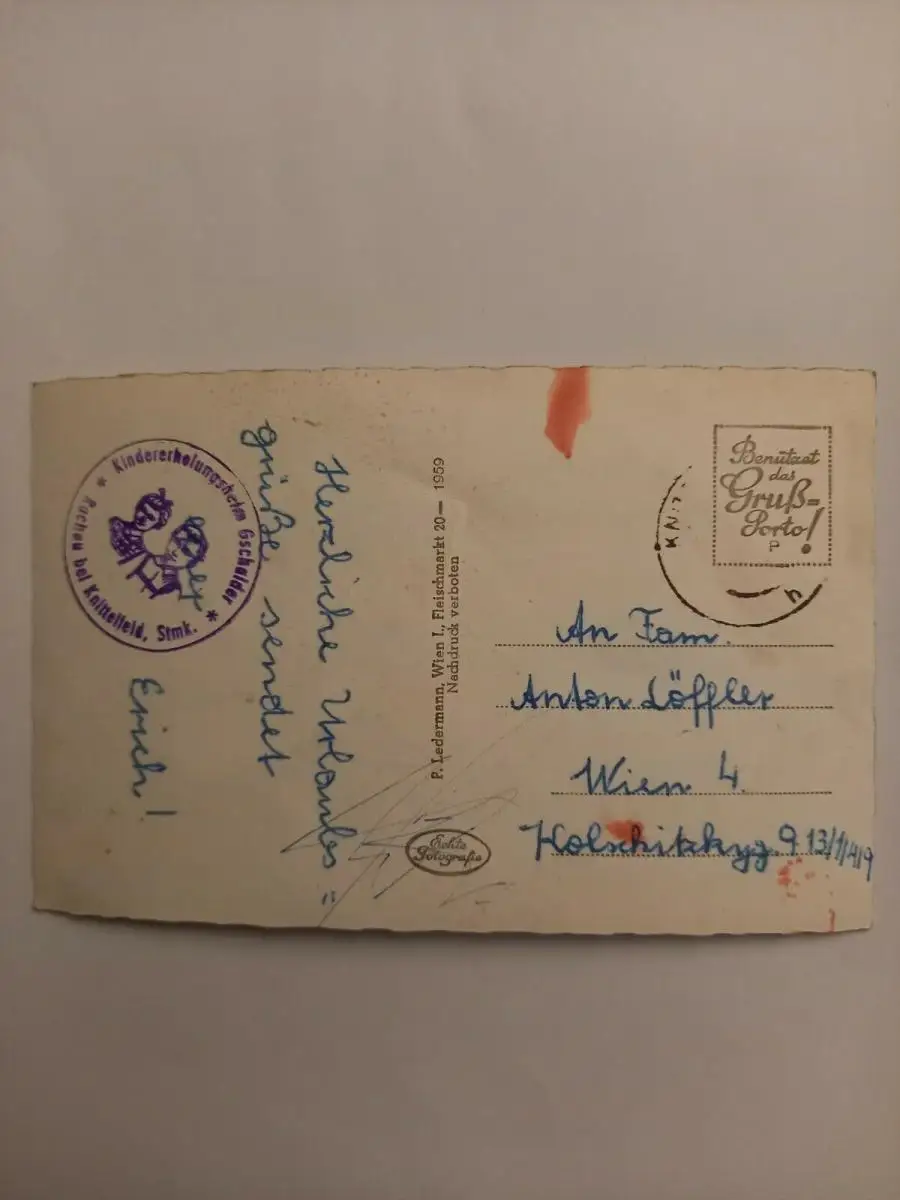 Herzliche Urlaubs=
grüße sendet
Erich!
* Kindererholungsheim Gschaider *
Rachau bei Knittelfeld, Stmk.
P. Ledermann, Wien I., Fleischmarkt 20— 1959
Nachdruck verboten
Echte
Fotografie
Benützet
das
Gruß=
Porto!
P
An Fam.
Anton Löffler
Wien 4.
Kolschitzkyg 9 13/1/4/9